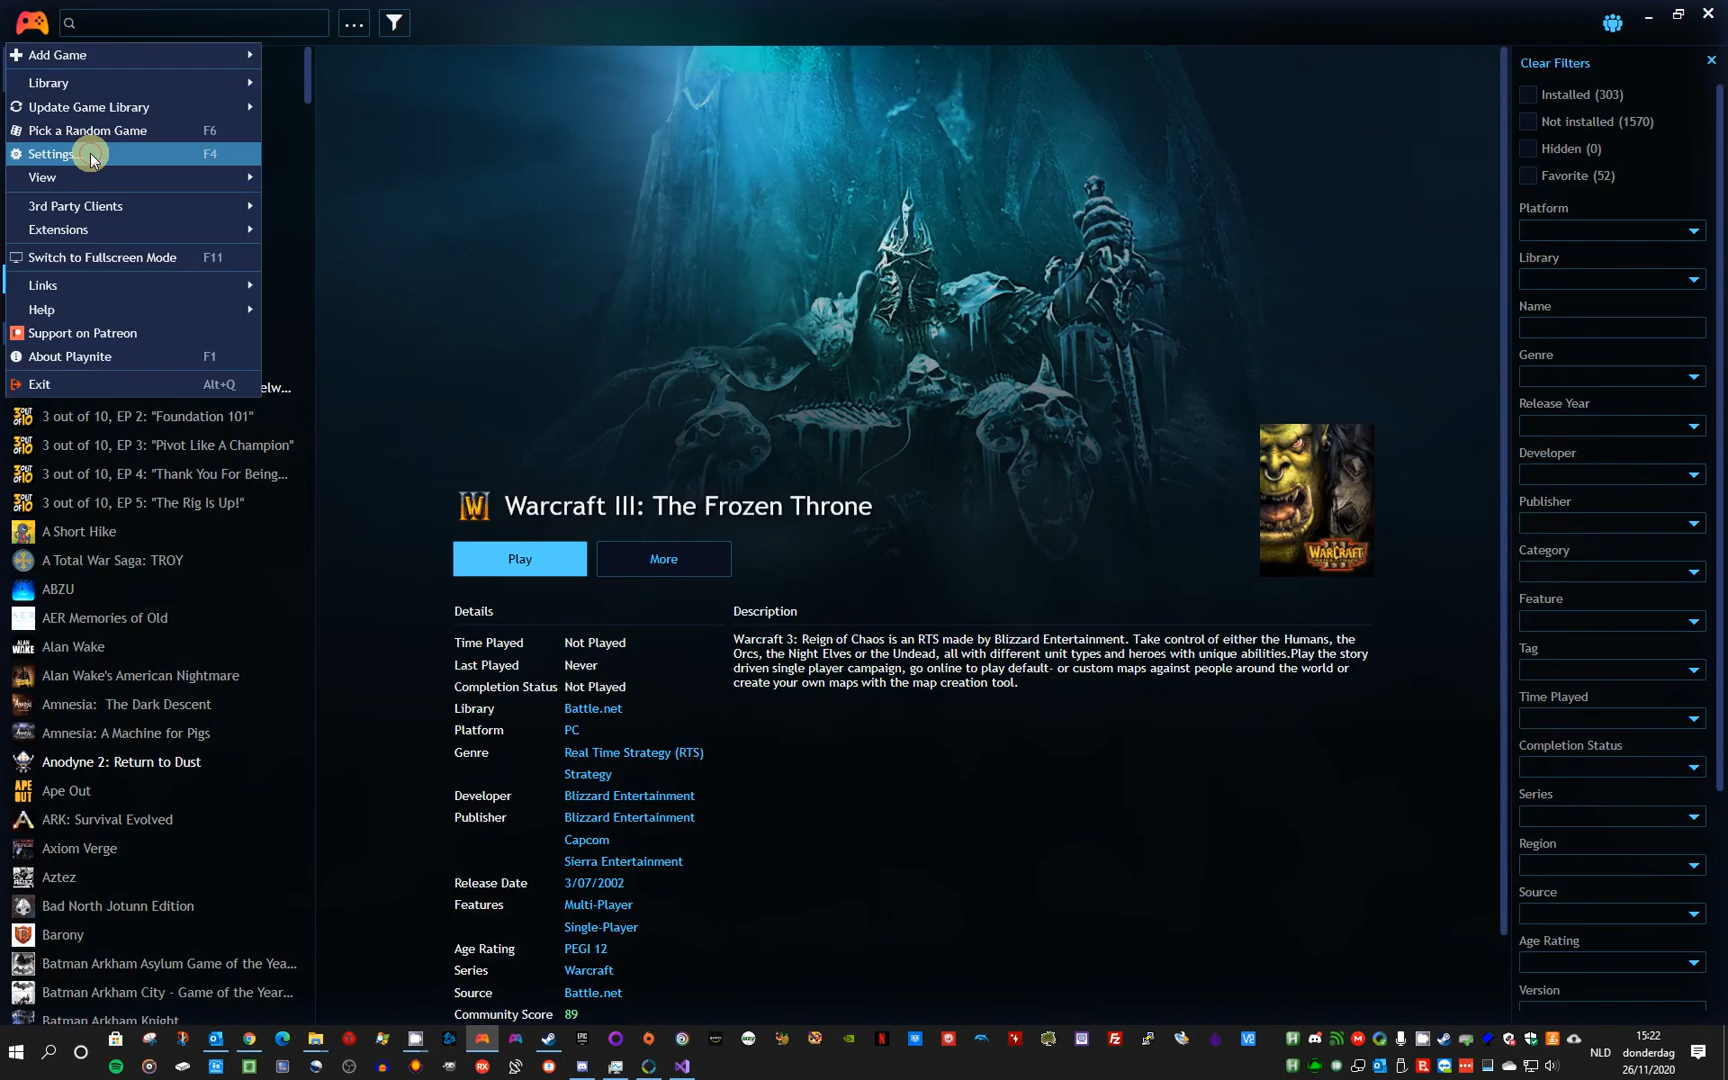 ...
Add Game
Library
Update Game Library
Pick a Random Game F6
Settings... F4
View
3rd Party Clients
Extensions
Switch to Fullscreen Mode F11
Links
Help
Support on Patreon
About Playnite F1
Exit Alt+Q
elw...
3 out of 10, EP 2: "Foundation 101"
3 out of 10, EP 3: "Pivot Like A Champion"
3 out of 10, EP 4: "Thank You For Being...
3 out of 10, EP 5: "The Rig Is Up!"
A Short Hike
A Total War Saga: TROY
ABZU
AER Memories of Old
Alan Wake
Alan Wake's American Nightmare
Amnesia: The Dark Descent
Amnesia: A Machine for Pigs
Anodyne 2: Return to Dust
Ape Out
ARK: Survival Evolved
Axiom Verge
Aztez
Bad North Jotunn Edition
Barony
Batman Arkham Asylum Game of the Yea...
Batman Arkham City - Game of the Year...
Batman Arkham Knight
Warcraft III: The Frozen Throne
WARCRAFT
Play More
Details
Time Played Not Played
Last Played Never
Completion Status Not Played
Library Battle.net
Platform PC
Genre Real Time Strategy (RTS)
Strategy
Developer Blizzard Entertainment
Publisher Blizzard Entertainment
Capcom
Sierra Entertainment
Release Date 3/07/2002
Features Multi-Player
Single-Player
Age Rating PEGI 12
Series Warcraft
Source Battle.net
Community Score 89
Description
Warcraft 3: Reign of Chaos is an RTS made by Blizzard Entertainment. Take control of either the Humans, the
Orcs, the Night Elves or the Undead, all with different unit types and heroes with unique abilities.Play the story
driven single player campaign, go online to play default- or custom maps against people around the world or
create your own maps with the map creation tool.
Clear Filters
Installed (303)
Not installed (1570)
Hidden (0)
Favorite (52)
Platform
Library
Name
Genre
Release Year
Developer
Publisher
Category
Feature
Tag
Time Played
Completion Status
Series
Region
Source
Age Rating
Version
NLD
15:22
donderdag
26/11/2020